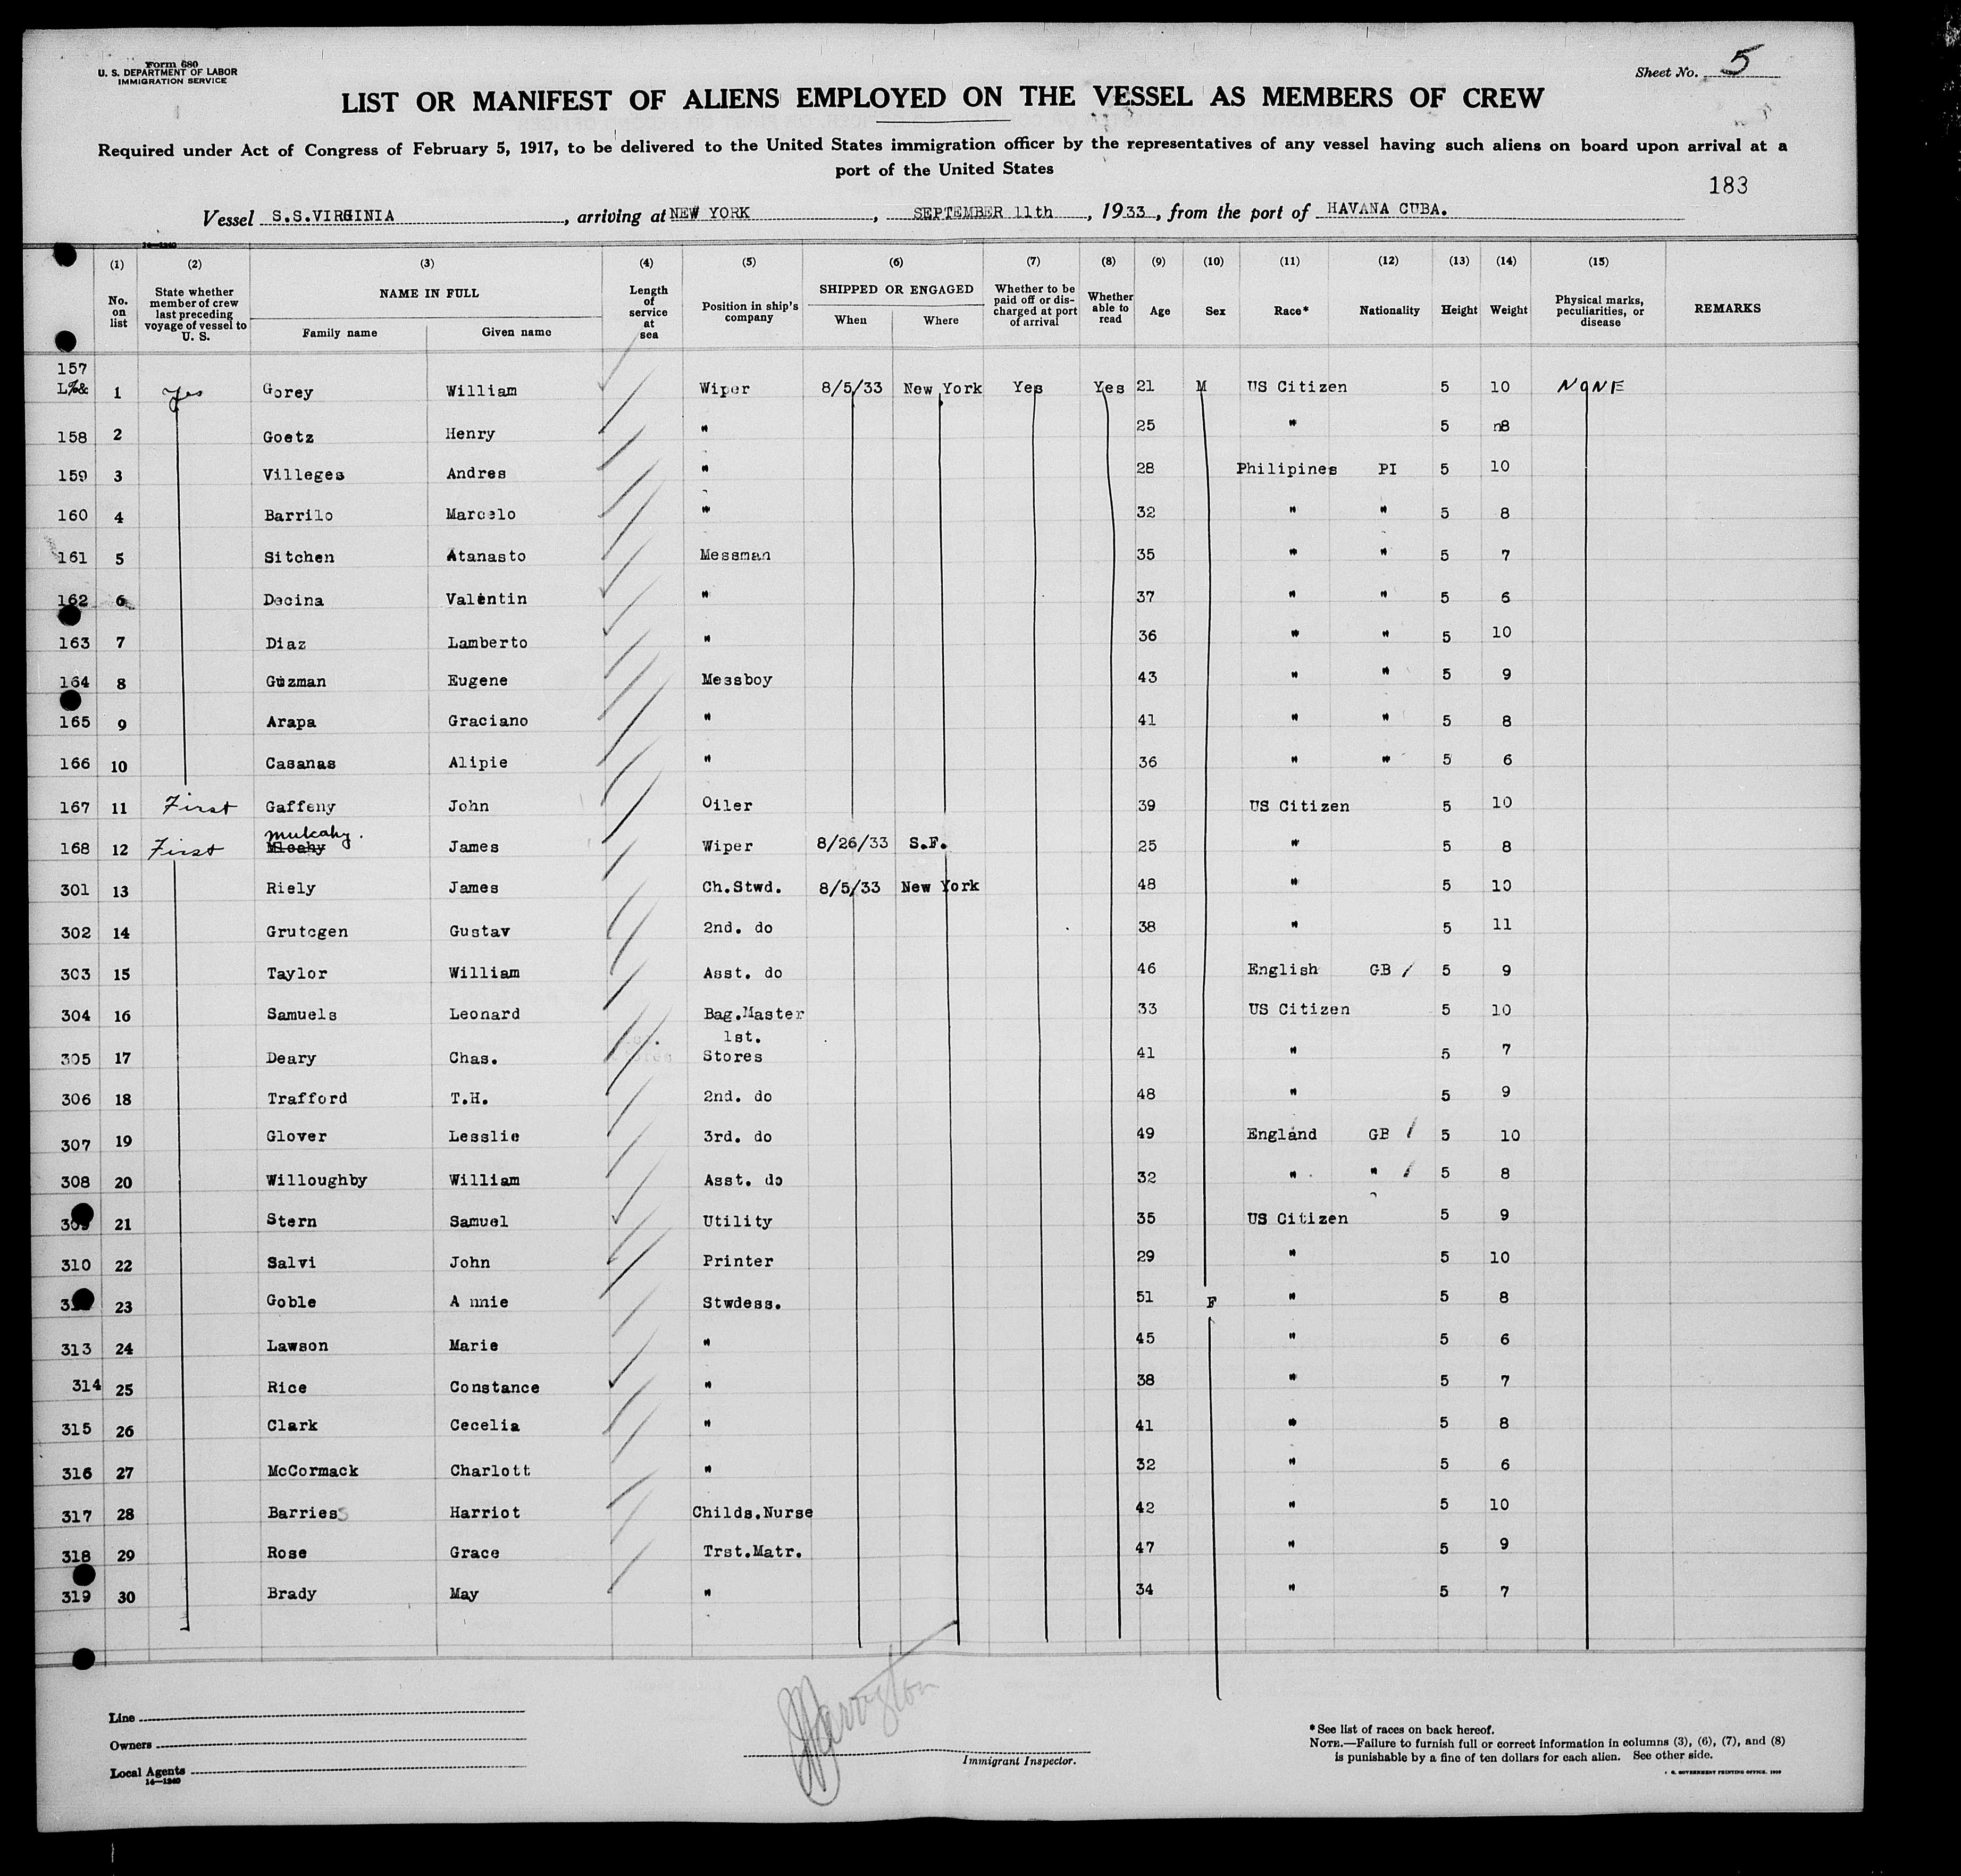 Form 680
U. S. DEPARTMENT OF LABOR
IMMIGRATION SERVICE
Sheet No. 5
LIST OR MANIFEST OF ALIENS EMPLOYED ON THE VESSEL AS MEMBERS OF CREW
Required under Act of Congress of February 5, 1917, to be delivered to the United States immigration officer by the representatives of any vessel having such aliens on board upon arrival at a
port of the United States
183
Vessel S.S.VIRGINIA, arriving at NEW YORK, SEPTEMBER 11th, 1933, from the port of HAVANA CUBA.
14—1240
(1) (2) (3) (4) (5) (6) (7) (8) (9) (10) (11) (12) (13) (14) (15)
No. on list
State whether member of crew last preceding voyage of vessel to U. S.
NAME IN FULL
Family name Given name
Length of service at sea
Position in ship's company
SHIPPED OR ENGAGED
When Where
Whether to be paid off or discharged at port of arrival
Whether able to read
Age
Sex
Race*
Nationality
Height
Weight
Physical marks, peculiarities, or disease
REMARKS
157
1 Yes Gorey William Wiper 8/5/33 New York Yes Yes 21 M US Citizen 5 10 NONE
158 2 Goetz Henry " 25 " 5 8
159 3 Villeges Andres " 28 Philipines PI 5 10
160 4 Barrilo Marcelo " 32 " " 5 8
161 5 Sitchen Atanasto Messman 35 " " 5 7
162 6 Decina Valentin " 37 " " 5 6
163 7 Diaz Lamberto " 36 " " 5 10
164 8 Guzman Eugene Messboy 43 " " 5 9
165 9 Arapa Graciano " 41 " " 5 8
166 10 Casanas Alipie " 36 " " 5 6
167 11 First Gaffeny John Oiler 39 US Citizen 5 10
mulcahy.
168 12 First Mlcahy James Wiper 8/26/33 S.F. 25 " 5 8
301 13 Riely James Ch.Stwd. 8/5/33 New York 48 " 5 10
302 14 Grutcgen Gustav 2nd. do 38 " 5 11
303 15 Taylor William Asst. do 46 English GB 5 9
304 16 Samuels Leonard Bag.Master 33 US Citizen 5 10
1st.
305 17 Deary Chas. Stores 41 " 5 7
306 18 Trafford T.H. 2nd. do 48 " 5 9
307 19 Glover Lesslie 3rd. do 49 England GB 5 10
308 20 Willoughby William Asst. do 32 " " 5 8
309 21 Stern Samuel Utility 35 US Citizen 5 9
310 22 Salvi John Printer 29 " 5 10
23 Goble Annie Stwdess. 51 F " 5 8
313 24 Lawson Marie " 45 " 5 6
314 25 Rice Constance " 38 " 5 7
315 26 Clark Cecelia " 41 " 5 8
316 27 McCormack Charlott " 32 " 5 6
317 28 Barries Harriot Childs.Nurse 42 " 5 10
318 29 Rose Grace Trst.Matr. 47 " 5 9
319 30 Brady May " 34 " 5 7
Line
Owners
Local Agents
14—1240
Immigrant Inspector.
*See list of races on back hereof.
NOTE.—Failure to furnish full or correct information in columns (3), (6), (7), and (8)
is punishable by a fine of ten dollars for each alien. See other side.